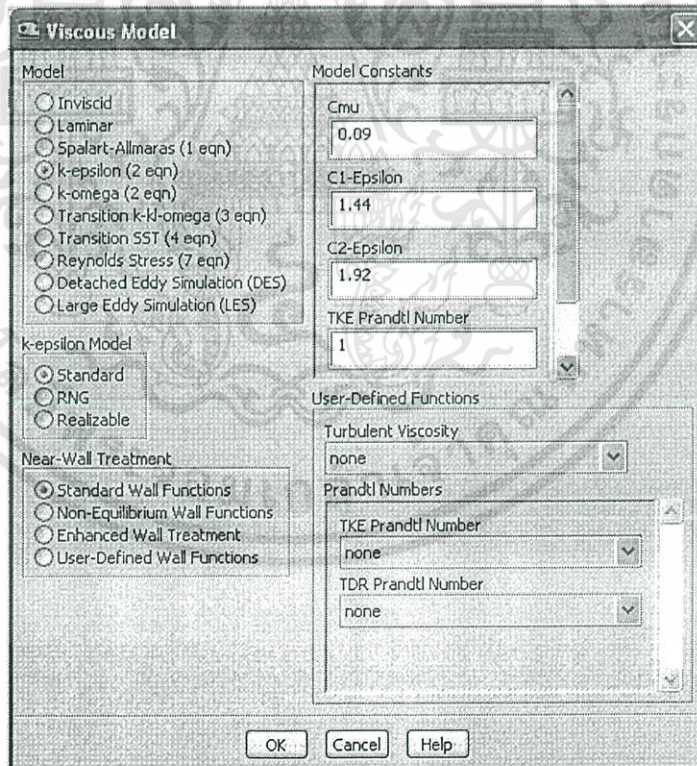 Viscous Model
Model
Inviscid
Laminar
Spalart-Allmaras (1 eqn)
k-epsilon (2 eqn)
k-omega (2 eqn)
Transition k-kl-omega (3 eqn)
Transition SST (4 eqn)
Reynolds Stress (7 eqn)
Detached Eddy Simulation (DES)
Large Eddy Simulation (LES)
k-epsilon Model
Standard
RNG
Realizable
Near-Wall Treatment
Standard Wall Functions
Non-Equilibrium Wall Functions
Enhanced Wall Treatment
User-Defined Wall Functions
Model Constants
Cmu
0.09
C1-Epsilon
1.44
C2-Epsilon
1.92
TKE Prandtl Number
1
User-Defined Functions
Turbulent Viscosity
none
Prandtl Numbers
TKE Prandtl Number
none
TDR Prandtl Number
none
OK
Cancel
Help